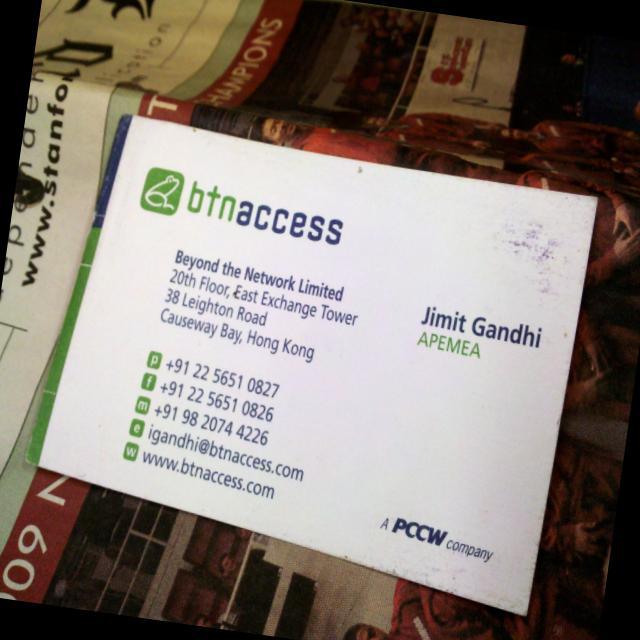 HAMPIONS
www.stanfo
09
btnaccess
Beyond the Network Limited
20th Floor, East Exchange Tower
38 Leighton Road
Causeway Bay, Hong Kong
p +91 22 5651 0827
f +91 22 5651 0826
m +91 98 2074 4226
e igandhi@btnaccess.com
w www.btnaccess.com
Jimit Gandhi
APEMEA
A PCCW company